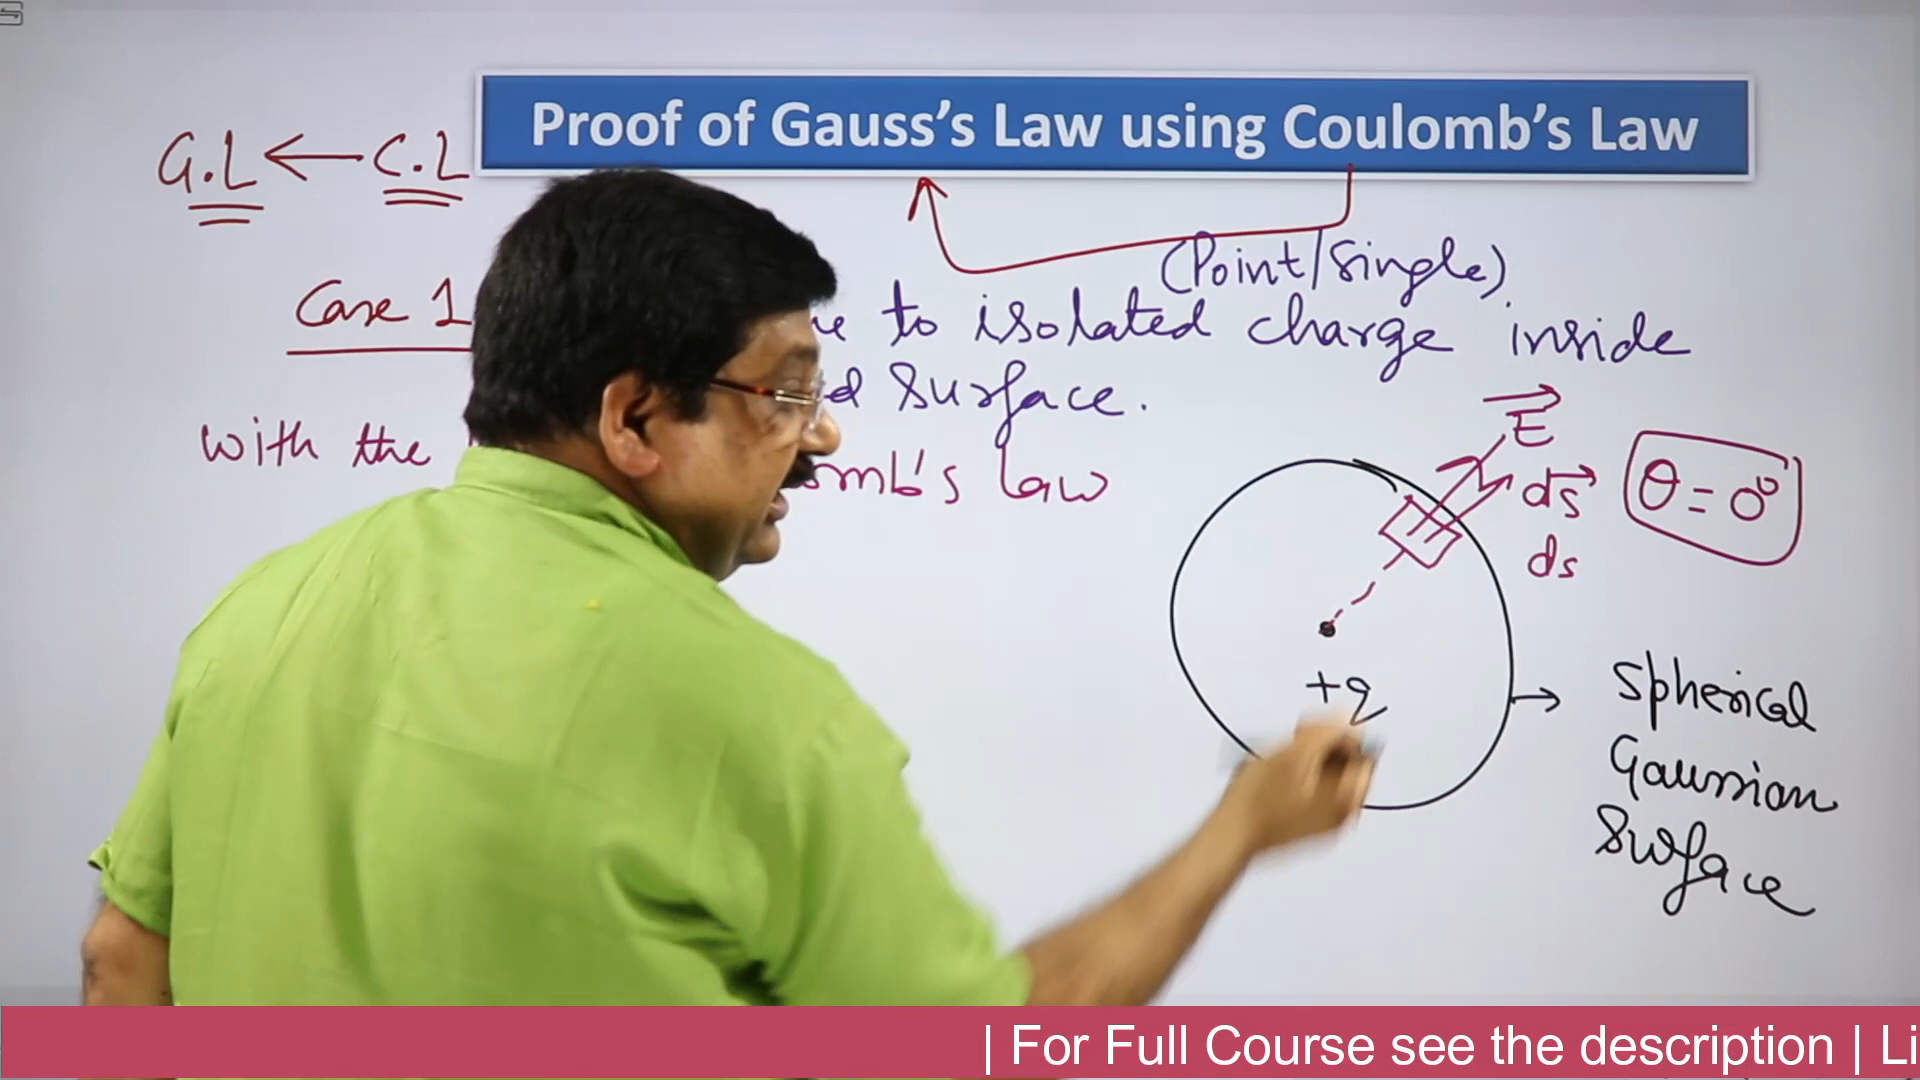 Proof of Gauss's Law using Coulomb's Law
G.L ← C.L
(Point/Single)
Case 1
to isolated charge inside
Surface.
with the
Law
E
ds
ds
θ = 0°
+q
Spherical
Gaussian
Surface
| For Full Course see the description | Li